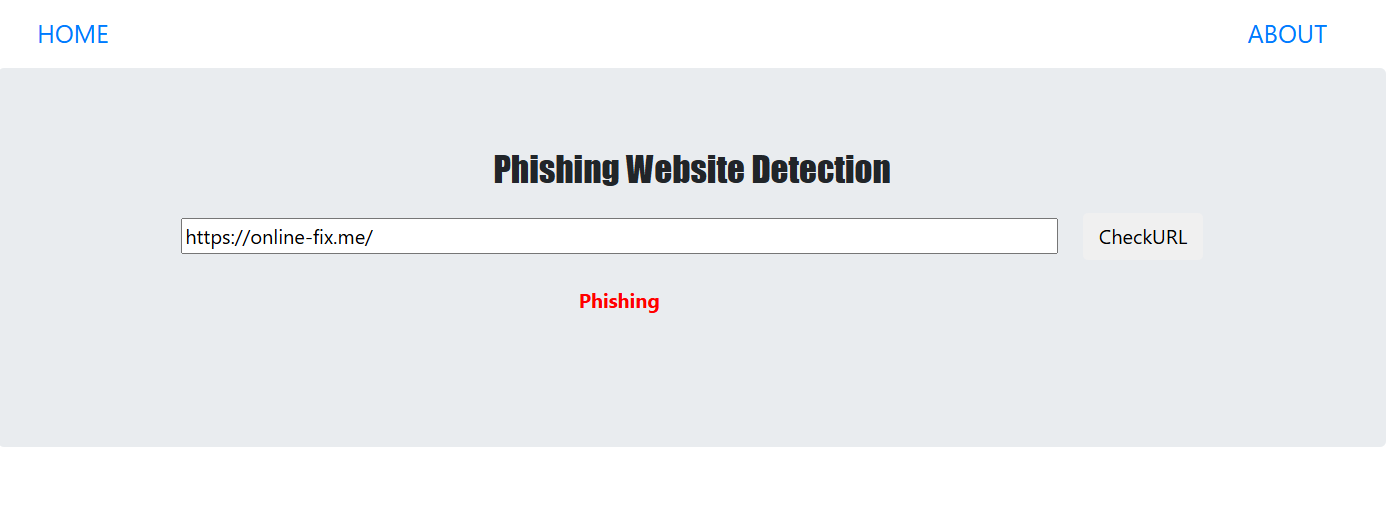 HOME ABOUT
Phishing Website Detection
https://online-fix.me/ CheckURL
Phishing